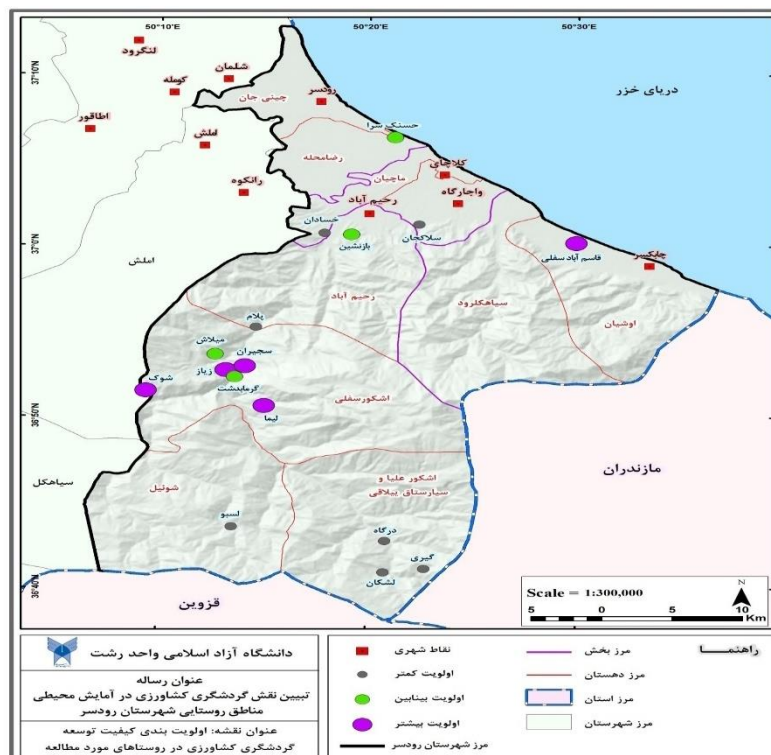 50°10'E 50°20'E 50°30'E
37°10'N
37°0'N
36°50'N
36°40'N
لنگرود
شلمان
کومله
اطاقور
املش
رانکوه
چینی جان
رودسر
دریای خزر
حسنک سرا
رضامحله
ماچیان
کلاچای
واجارگاه
رحیم آباد
خسادان
بازنشین
سلاکجان
قاسم آباد سفلی
چابکسر
املش
رحیم آباد
سیاهکلرود
اوشیان
پلام
میلاش
سجیران
زیاز
شوک
گرمابدشت
لیما
اشکورسفلی
سیاهکل
شوئیل
اشکور علیا و
سیارستاق ییلاقی
مازندران
لسبو
درگاه
گیری
لشکان
قزوین
Scale = 1:300,000
N
5 0 5 10
Km
راهنمـــا
مرز بخش
مرز دهستان
مرز استان
مرز شهرستان
نقاط شهری
اولویت کمتر
اولویت بینابین
اولویت بیشتر
مرز شهرستان رودسر
دانشگاه آزاد اسلامی واحد رشت
عنوان رساله
تبیین نقش گردشگری کشاورزی در آمایش محیطی
مناطق روستایی شهرستان رودسر
عنوان نقشه: اولویت بندی کیفیت توسعه
گردشگری کشاورزی در روستاهای مورد مطالعه